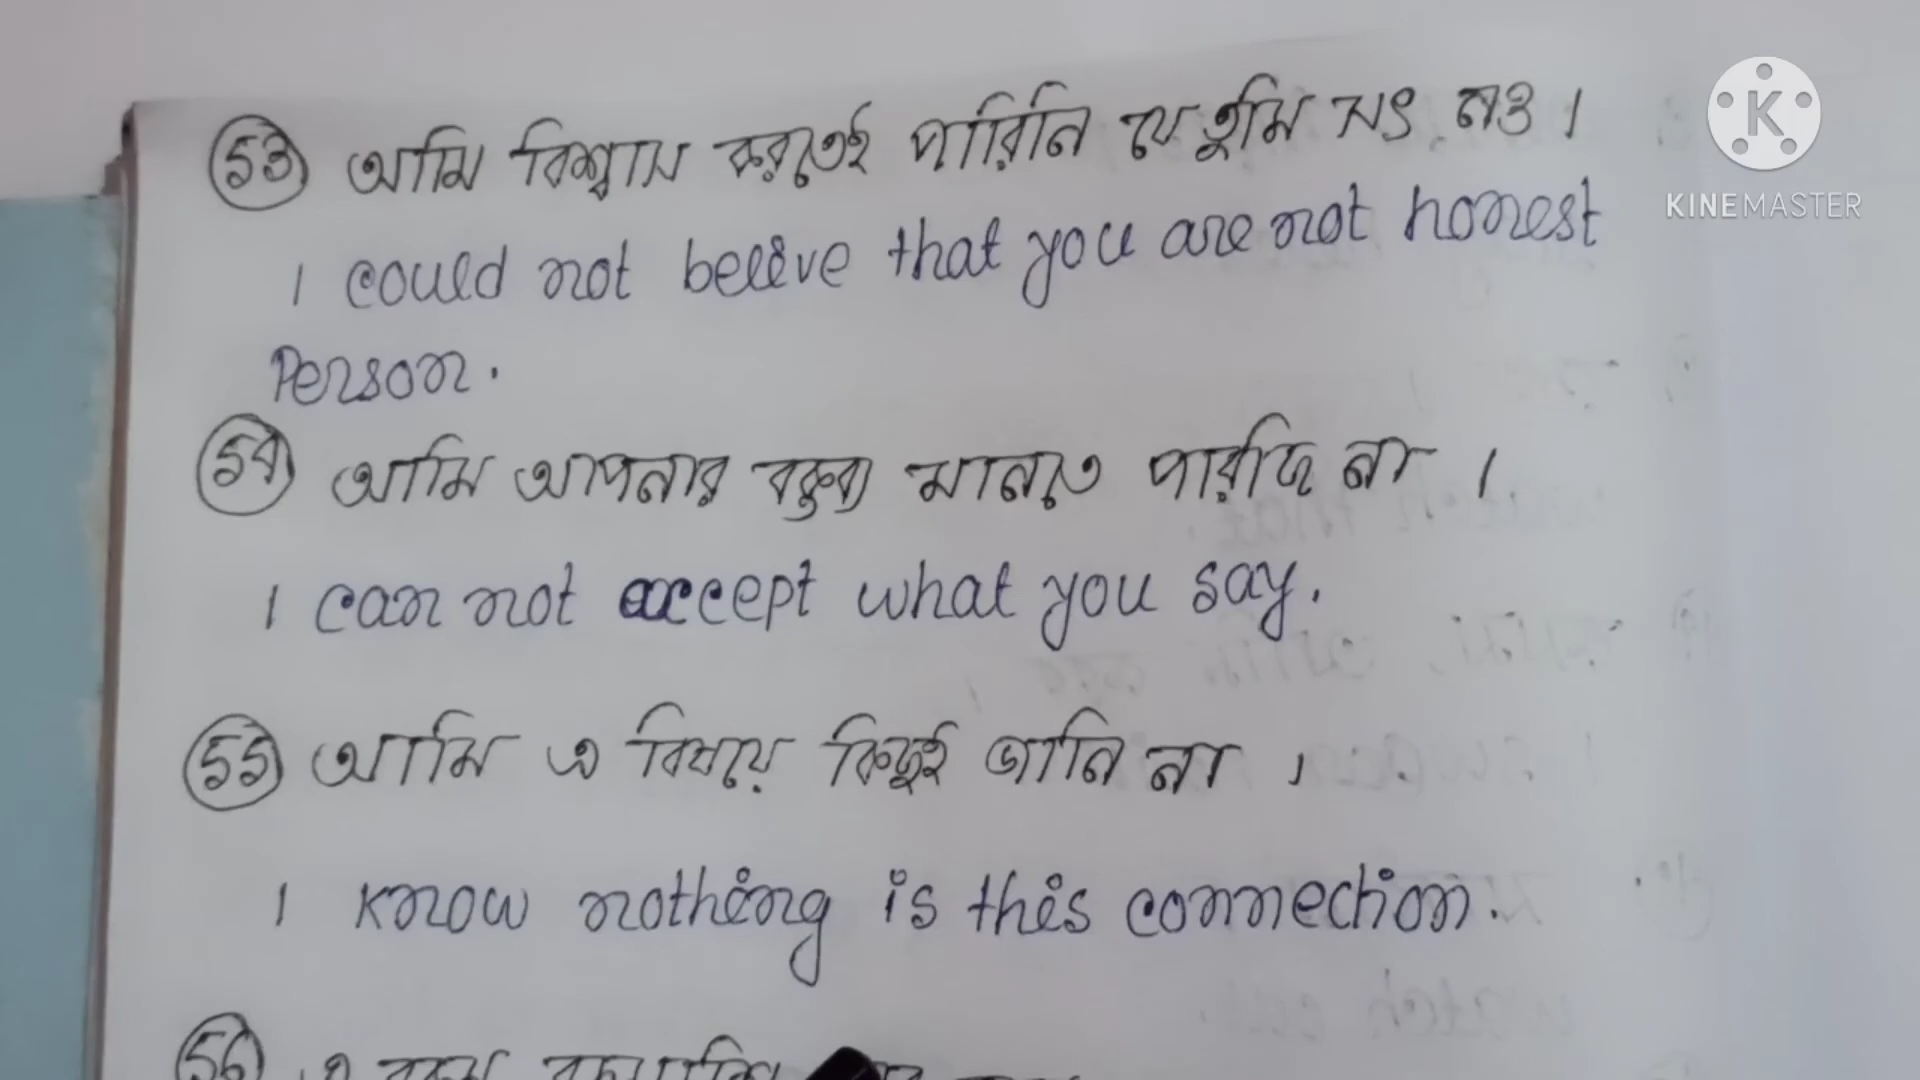 KINEMASTER
53 আমি বিশ্বাস করতেই পারিনি যে তুমি সৎ নও।
I could not belive that you are not honest
Person.
54 আমি আপনার বক্তব্য মানতে পারছি না।
I can not accept what you say.
55 আমি এ বিষয়ে কিছুই জানি না।
I know nothing is this connection.
56